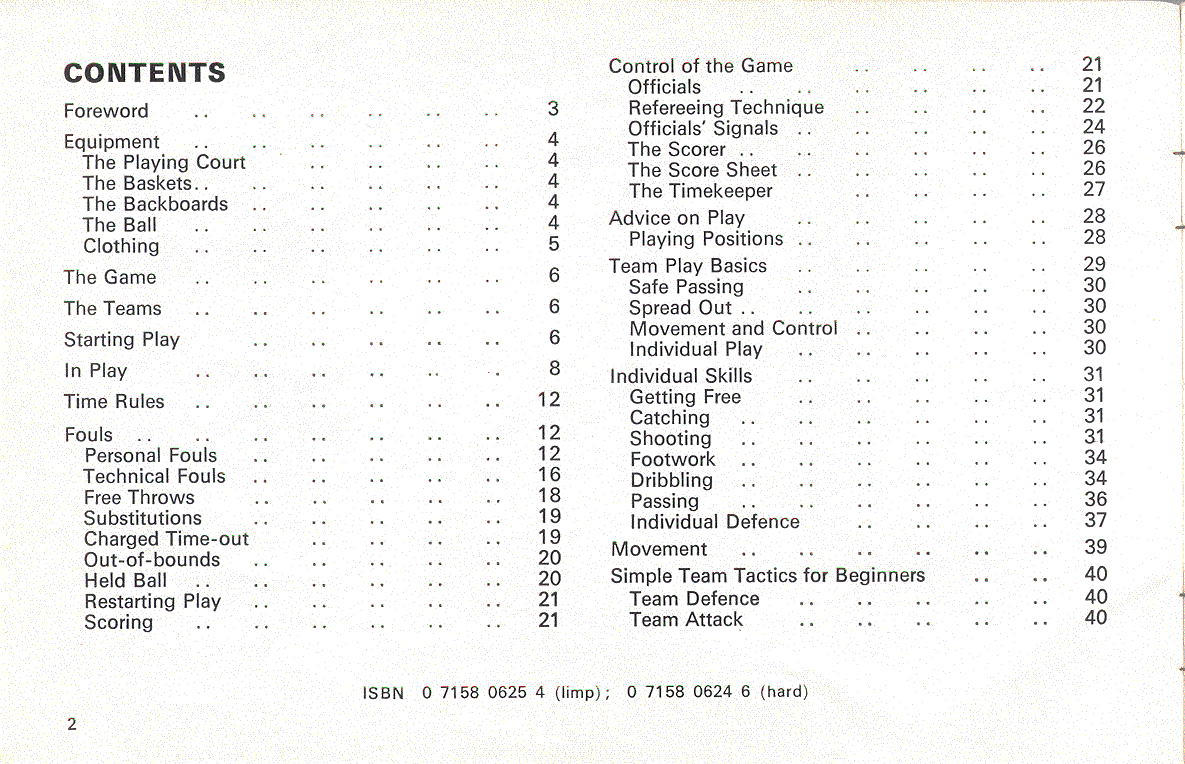 CONTENTS
Foreword .. .. .. .. .. .. 3
Equipment .. .. .. .. .. .. 4
The Playing Court .. .. .. .. 4
The Baskets .. .. .. .. .. .. 4
The Backboards .. .. .. .. .. 4
The Ball .. .. .. .. .. .. 4
Clothing .. .. .. .. .. .. 5
The Game .. .. .. .. .. .. 6
The Teams .. .. .. .. .. .. 6
Starting Play .. .. .. .. .. 6
In Play .. .. .. .. .. .. 8
Time Rules .. .. .. .. .. .. 12
Fouls .. .. .. .. .. .. .. 12
Personal Fouls .. .. .. .. .. 12
Technical Fouls .. .. .. .. .. 16
Free Throws .. .. .. .. .. 18
Substitutions .. .. .. .. .. 19
Charged Time-out .. .. .. .. 19
Out-of-bounds .. .. .. .. .. 20
Held Ball .. .. .. .. .. .. 20
Restarting Play .. .. .. .. .. 21
Scoring .. .. .. .. .. .. 21
Control of the Game .. .. .. .. 21
Officials .. .. .. .. .. .. 21
Refereeing Technique .. .. .. .. 22
Officials' Signals .. .. .. .. .. 24
The Scorer .. .. .. .. .. .. 26
The Score Sheet .. .. .. .. .. 26
The Timekeeper .. .. .. .. 27
Advice on Play .. .. .. .. .. 28
Playing Positions .. .. .. .. .. 28
Team Play Basics .. .. .. .. .. 29
Safe Passing .. .. .. .. .. 30
Spread Out .. .. .. .. .. .. 30
Movement and Control .. .. .. .. 30
Individual Play .. .. .. .. .. 30
Individual Skills .. .. .. .. .. 31
Getting Free .. .. .. .. .. 31
Catching .. .. .. .. .. .. 31
Shooting .. .. .. .. .. .. 31
Footwork .. .. .. .. .. .. 34
Dribbling .. .. .. .. .. .. 34
Passing .. .. .. .. .. .. 36
Individual Defence .. .. .. .. 37
Movement .. .. .. .. .. .. 39
Simple Team Tactics for Beginners .. .. 40
Team Defence .. .. .. .. .. 40
Team Attack .. .. .. .. .. 40
ISBN 0 7158 0625 4 (limp); 0 7158 0624 6 (hard)
2